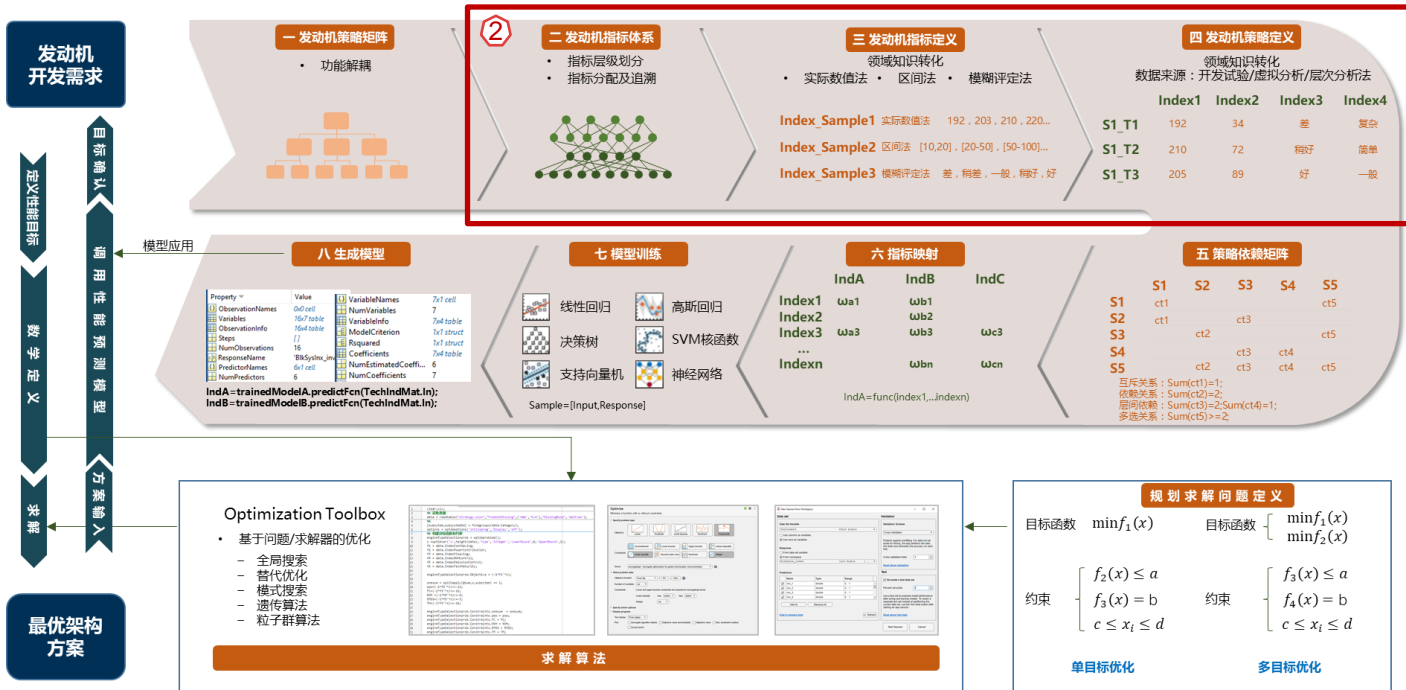 发动机
开发需求
目标确认
调用性能预测模型
方案输入
定义性能目标
数学定义
求解
最优架构
方案
②
一 发动机策略矩阵
• 功能解耦
二 发动机指标体系
• 指标层级划分
• 指标分配及追溯
三 发动机指标定义
领域知识转化
• 实际数值法 • 区间法 • 模糊评定法
Index_Sample1 实际数值法 192，203，210，220...
Index_Sample2 区间法 [10,20]，[20-50]，[50-100]...
Index_Sample3 模糊评定法 差，稍差，一般，稍好，好
四 发动机策略定义
领域知识转化
数据来源：开发试验/虚拟分析/层次分析法
Index1 Index2 Index3 Index4
S1_T1 192 34 差 复杂
S1_T2 210 72 稍好 简单
S1_T3 205 89 好 一般
五 策略依赖矩阵
S1 S2 S3 S4 S5
S1 ct1 ct5
S2 ct1 ct3
S3 ct2 ct5
S4 ct3 ct4
S5 ct2 ct3 ct4 ct5
互斥关系：Sum(ct1)=1;
依赖关系：Sum(ct2)=2;
层间依赖：Sum(ct3)=2;Sum(ct4)=1;
多选关系：Sum(ct5)>=2;
六 指标映射
IndA IndB IndC
Index1 ωa1 ωb1
Index2 ωb2
Index3 ωa3 ωb3 ωc3
...
Indexn ωbn ωcn
IndA=func(index1,...indexn)
七 模型训练
线性回归 高斯回归
决策树 SVM核函数
支持向量机 神经网络
Sample=[Input,Response]
八 生成模型
模型应用
Property Value
ObservationNames 0x0 cell
Variables 16x7 table
ObservationInfo 16x4 table
Steps []
NumObservations 16
ResponseName 'BlkSysInx_inv
PredictorNames 6x1 cell
NumPredictors 6
VariableNames 7x1 cell
NumVariables 7
VariableInfo 7x4 table
ModelCriterion 1x1 struct
Rsquared 1x1 struct
Coefficients 7x4 table
NumEstimatedCoeffi... 6
NumCoefficients 7
IndA=trainedModelA.predictFcn(TechIndMat.In);
IndB=trainedModelB.predictFcn(TechIndMat.In);
Optimization Toolbox
• 基于问题/求解器的优化
– 全局搜索
– 替代优化
– 模式搜索
– 遗传算法
– 粒子群算法
求解算法
规划求解问题定义
目标函数 minf₁(x)
约束 f₂(x) ≤ a
f₃(x) = b
c ≤ xᵢ ≤ d
单目标优化
目标函数 minf₁(x)
minf₂(x)
约束 f₃(x) ≤ a
f₄(x) = b
c ≤ xᵢ ≤ d
多目标优化